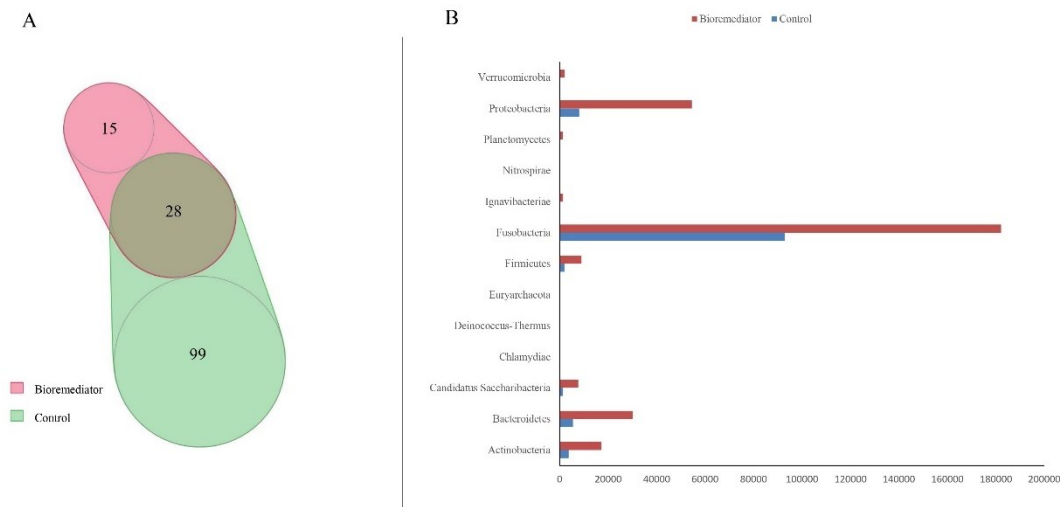 A
15
28
99
Bioremediator
Control
B
Bioremediator Control
Verrucomicrobia
Proteobacteria
Planctomycetes
Nitrospirae
Ignavibacteriae
Fusobacteria
Firmicutes
Euryarchaeota
Deinococcus-Thermus
Chlamydiae
Candidatus Saccharibacteria
Bacteroidetes
Actinobacteria
0 20000 40000 60000 80000 100000 120000 140000 160000 180000 200000